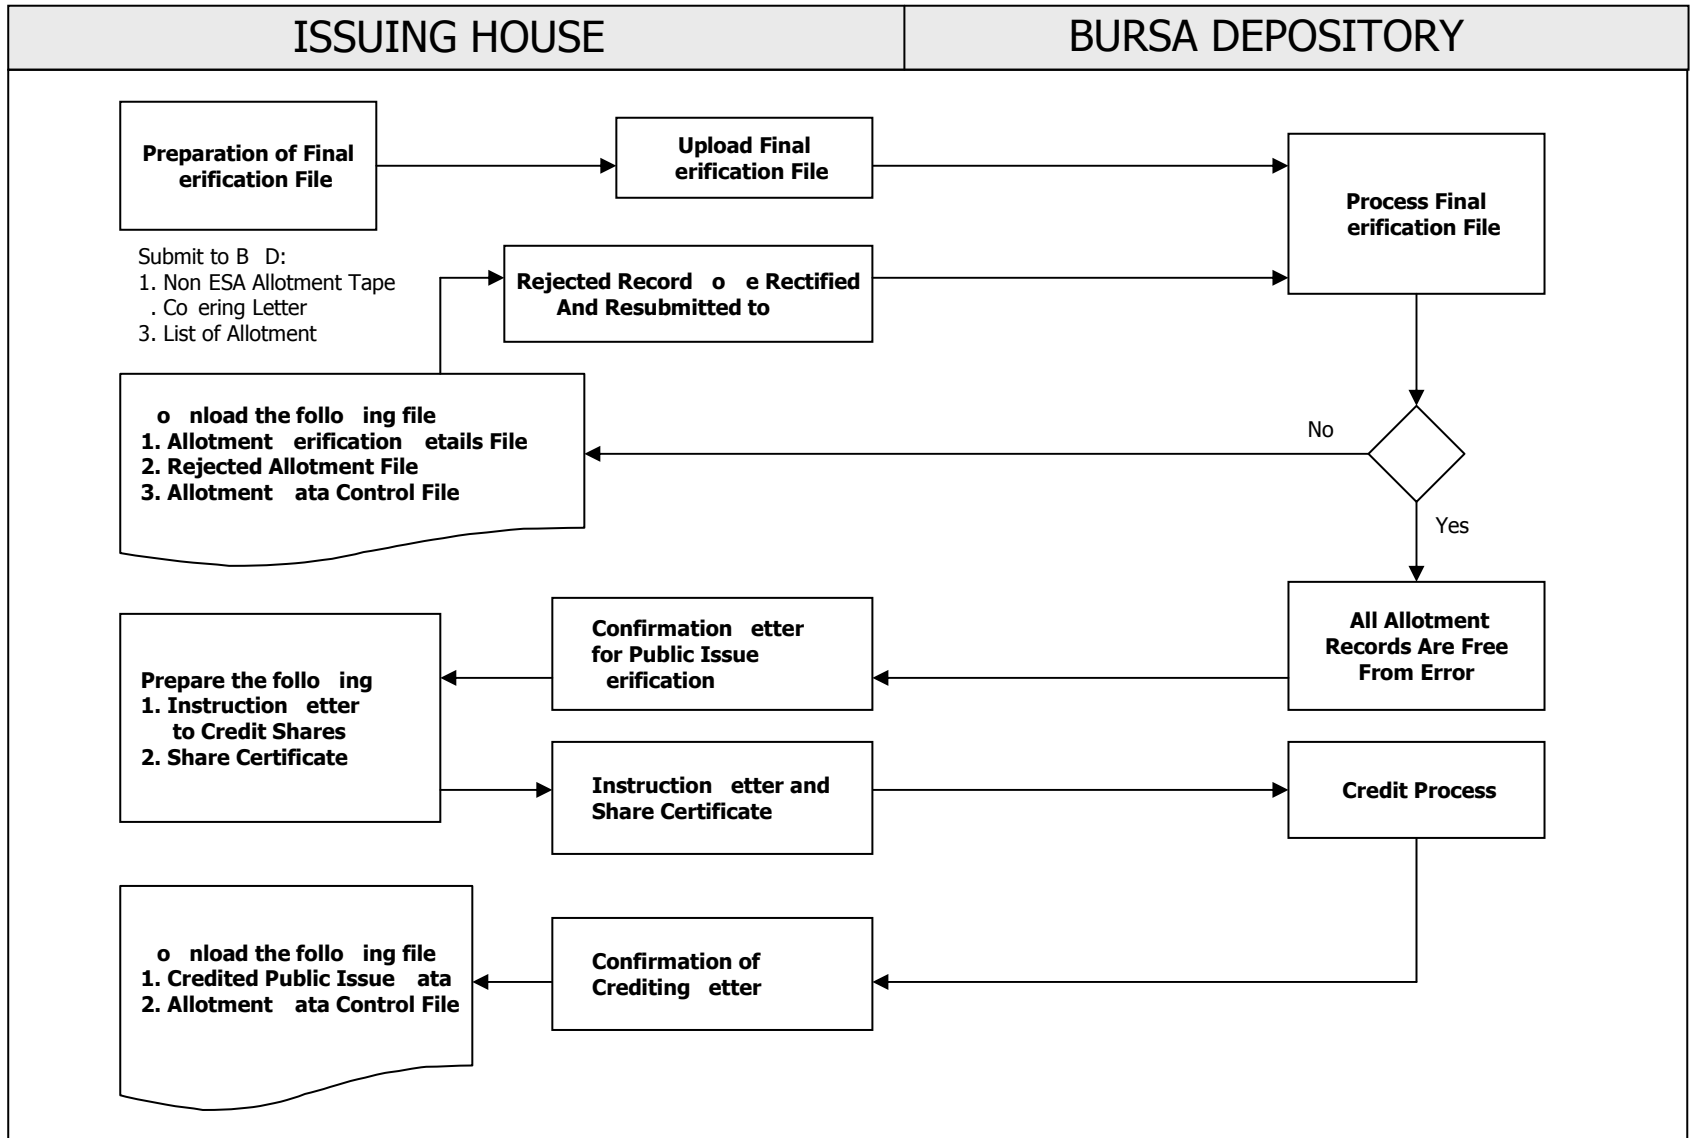 ISSUING HOUSE
BURSA DEPOSITORY
Preparation of Final
erification File
Upload Final
erification File
Process Final
erification File
Submit to B D:
1. Non ESA Allotment Tape
. Co ering Letter
3. List of Allotment
Rejected Record o e Rectified
And Resubmitted to
o nload the follo ing file
1. Allotment erification etails File
2. Rejected Allotment File
3. Allotment ata Control File
No
Yes
All Allotment
Records Are Free
From Error
Confirmation etter
for Public Issue
erification
Prepare the follo ing
1. Instruction etter
to Credit Shares
2. Share Certificate
Instruction etter and
Share Certificate
Credit Process
o nload the follo ing file
1. Credited Public Issue ata
2. Allotment ata Control File
Confirmation of
Crediting etter